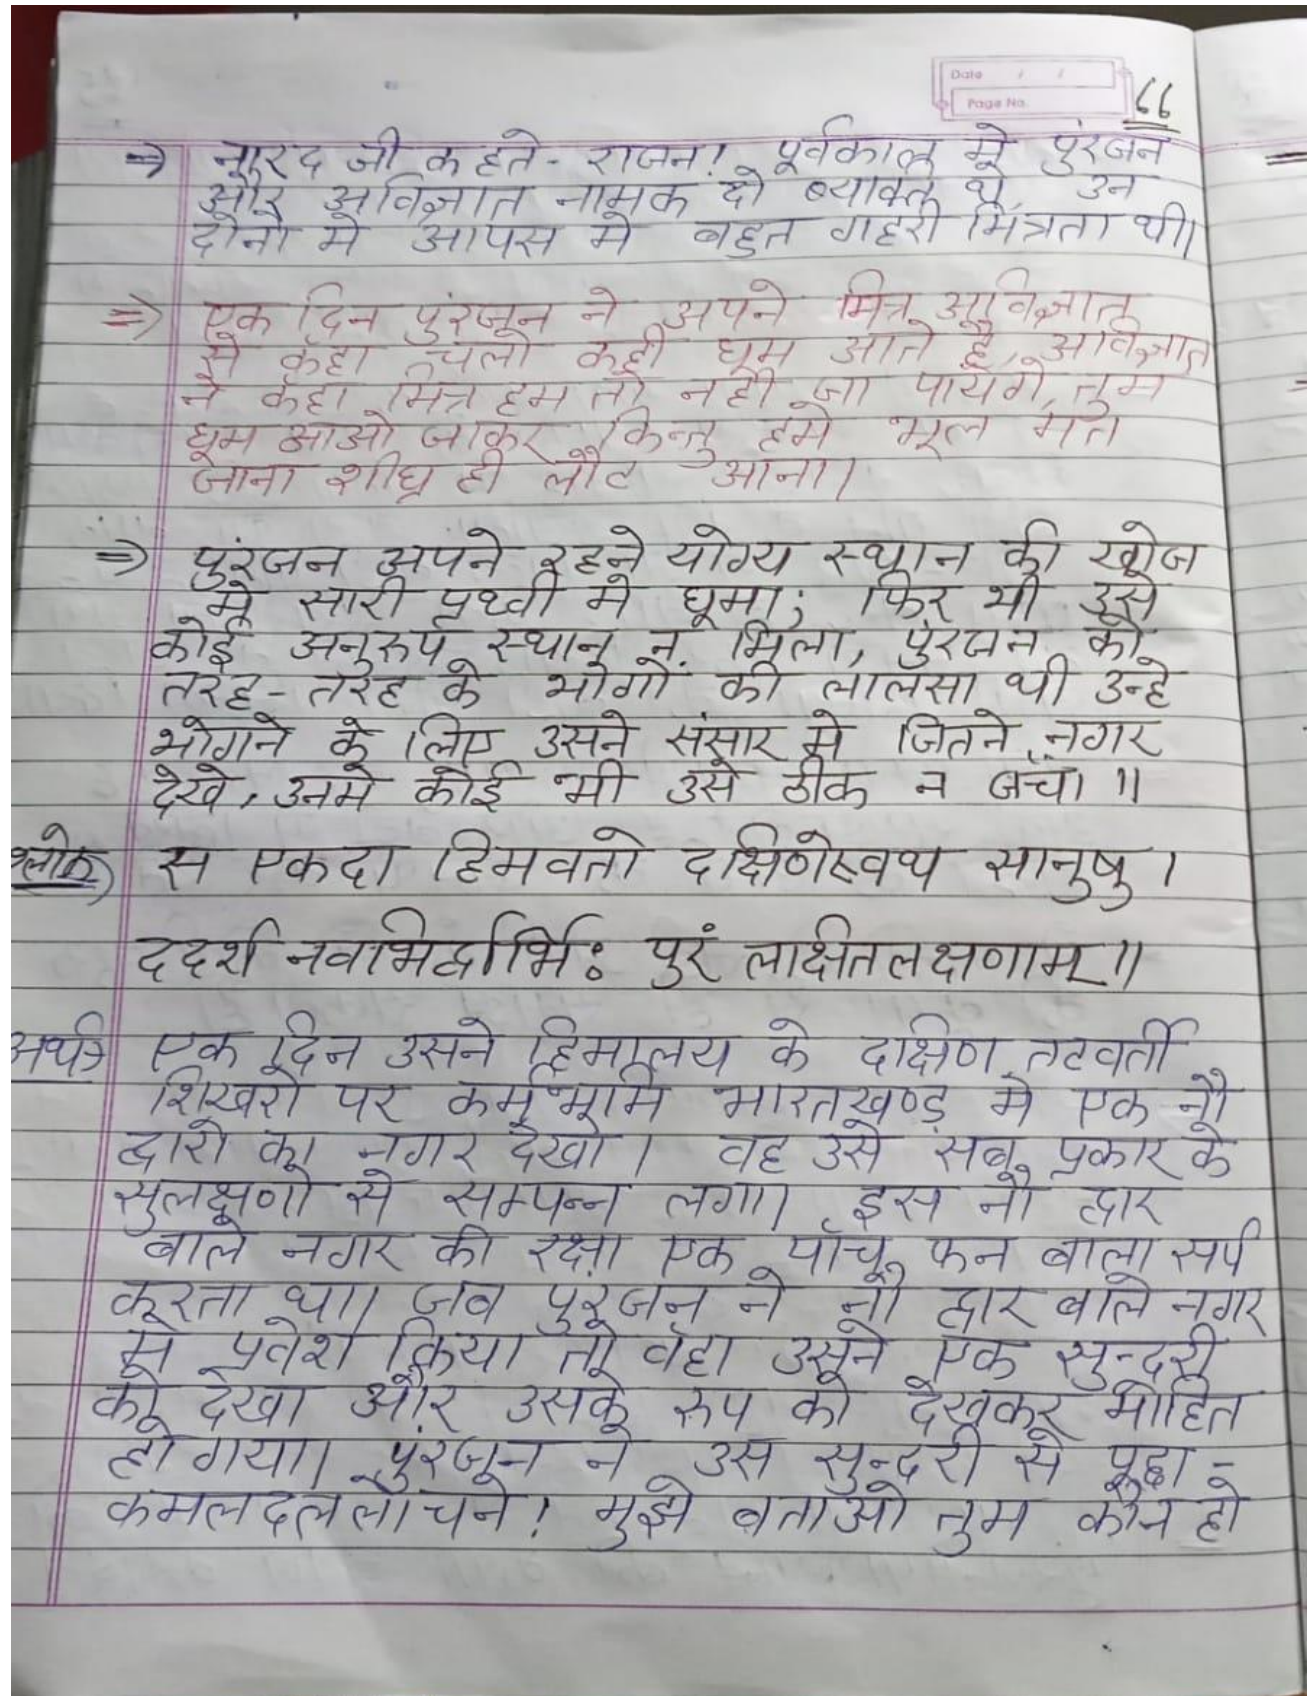 Date / /
Page No. 66
⇒ नारद जी कहते - राजन! पूर्वकाल मे पुरंजन
और अविज्ञात नामक दो ब्यक्ति थे उन
दोनो मे आपस मे बहुत गहरी मित्रता थी।
⇒ एक दिन पुरंजन ने अपने मित्र अविज्ञात
से कहा चलो कही घूम आते है, अविज्ञात
ने कहा मित्र हम तो नही जा पायेंगे, तुम
घूम आओ जाकर किन्तु हमे भूल मत
जाना शीघ्र ही लौट आना।
⇒ पुरंजन अपने रहने योग्य स्थान की खोज
मे सारी प्रथ्वी मे घूमा; फिर भी उसे
कोई अनुरुप स्थान न मिला, पुरंजन को
तरह - तरह के भोगों की लालसा थी उन्हे
भोगने के लिए उसने संसार मे जितने नगर
देखे, उनमे कोई भी उसे ठीक न जंचा ॥
श्लोक) स एकदा हिमवतो दक्षिणेस्वथ सानुषु ।
ददर्श नवभिर्द्वार्भिः पुरं लक्षितलक्षणाम् ॥
अर्थ→ एक दिन उसने हिमालय के दक्षिण तटवर्ती
शिखरो पर कर्मभूमि भारतखण्ड मे एक नौ
द्वारो का नगर देखा। वह उसे सब प्रकार के
सुलक्षणो से सम्पन्न लगा। इस नौ द्वार
बाले नगर की रक्षा एक पाँच फन बाला सर्प
करता था। जब पुरंजन ने नौ द्वार बाले नगर
मे प्रवेश किया तो वहा उसने एक सुन्दरी
को देखा और उसके रुप को देखकर मोहित
हो गया। पुरंजन ने उस सुन्दरी से पूछा -
कमलदललोचने! मुझे बताओ तुम कौन हो